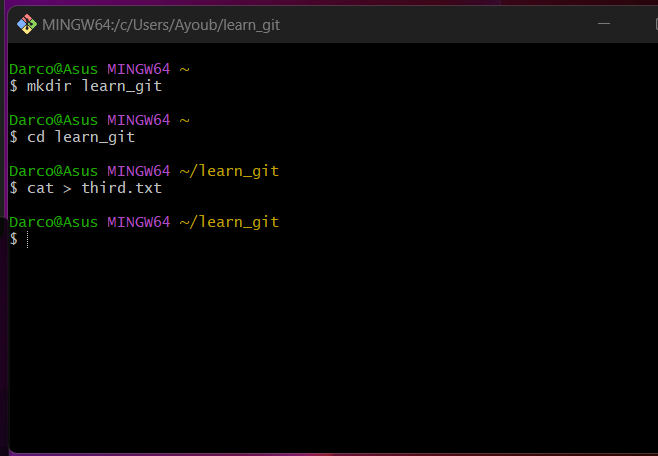 MINGW64:/c/Users/Ayoub/learn_git
Darco@Asus MINGW64 ~
$ mkdir learn_git
Darco@Asus MINGW64 ~
$ cd learn_git
Darco@Asus MINGW64 ~/learn_git
$ cat > third.txt
Darco@Asus MINGW64 ~/learn_git
$